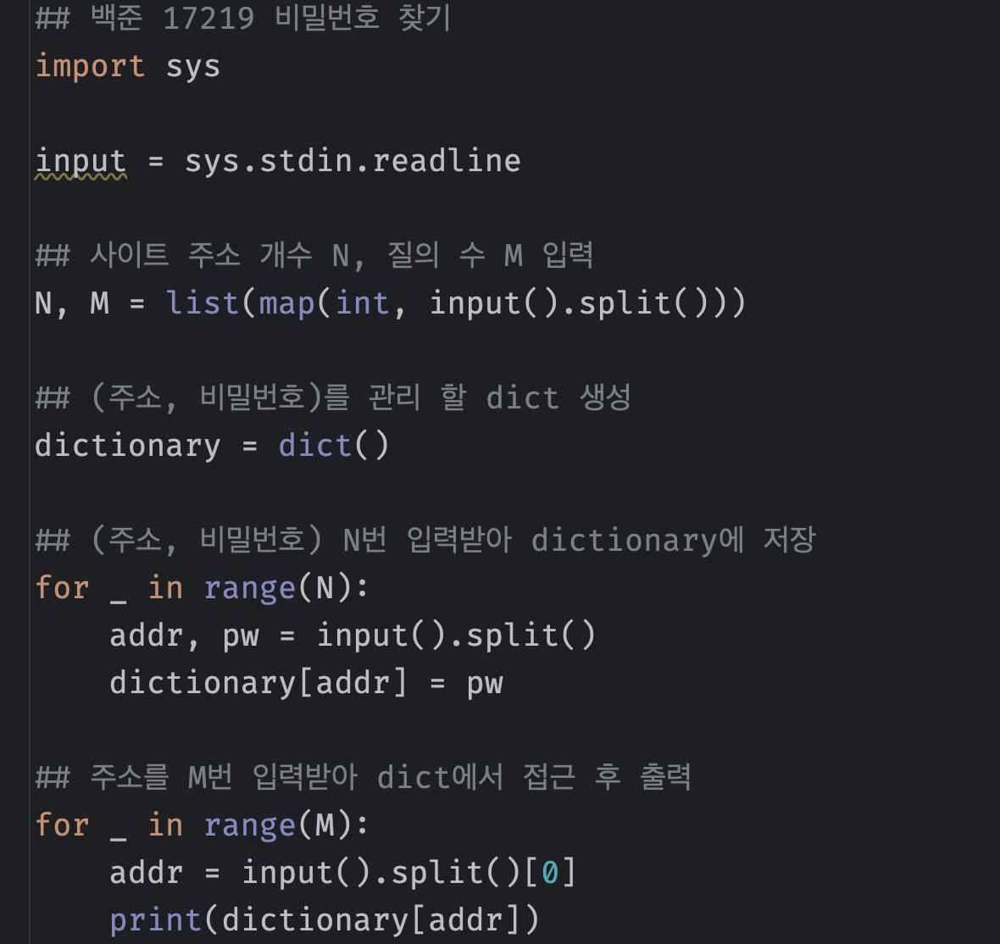 ## 백준 17219 비밀번호 찾기
import sys
input = sys.stdin.readline
## 사이트 주소 개수 N, 질의 수 M 입력
N, M = list(map(int, input().split()))
## (주소, 비밀번호)를 관리 할 dict 생성
dictionary = dict()
## (주소, 비밀번호) N번 입력받아 dictionary에 저장
for _ in range(N):
    addr, pw = input().split()
    dictionary[addr] = pw
## 주소를 M번 입력받아 dict에서 접근 후 출력
for _ in range(M):
    addr = input().split()[0]
    print(dictionary[addr])